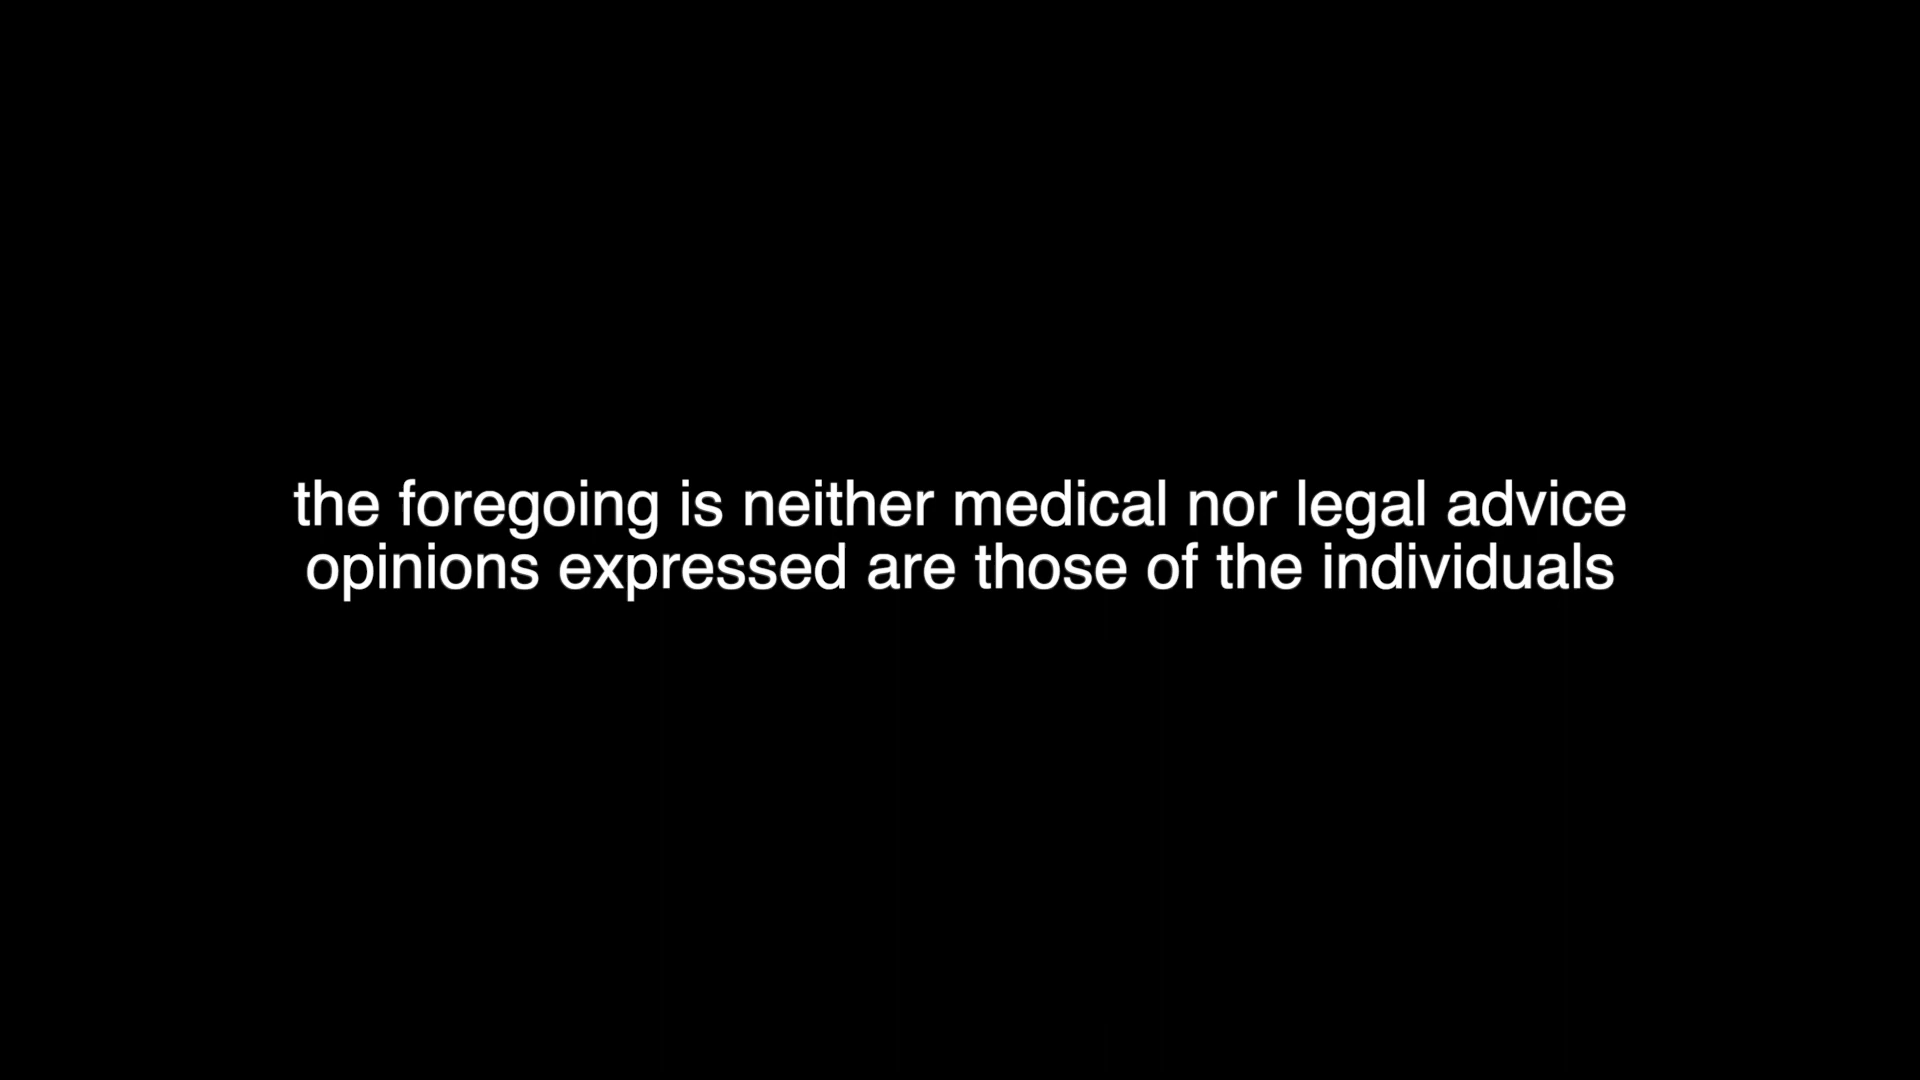 the foregoing is neither medical nor legal advice
opinions expressed are those of the individuals